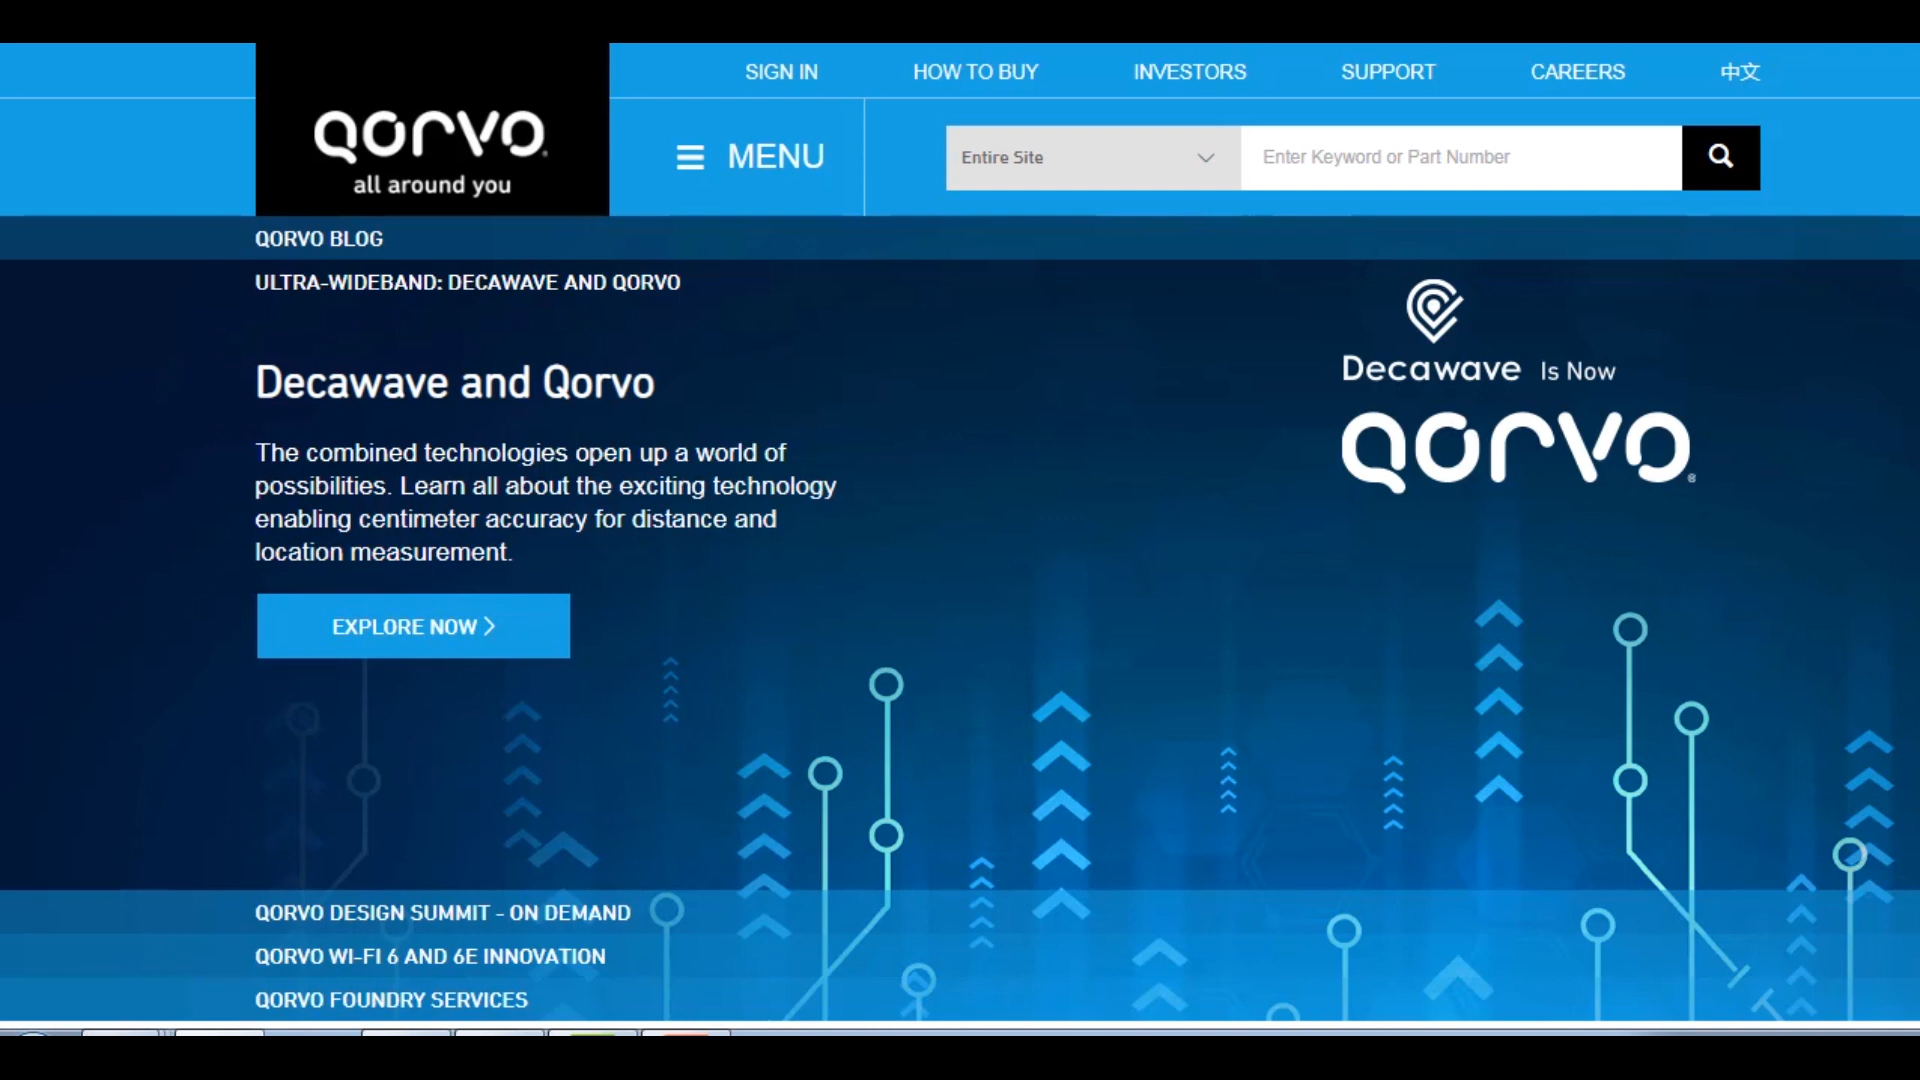 SIGN IN HOW TO BUY INVESTORS SUPPORT CAREERS 中文
QORVO
all around you
MENU
Entire Site
Enter Keyword or Part Number
QORVO BLOG
ULTRA-WIDEBAND: DECAWAVE AND QORVO
Decawave and Qorvo
The combined technologies open up a world of
possibilities. Learn all about the exciting technology
enabling centimeter accuracy for distance and
location measurement.
EXPLORE NOW
Decawave Is Now
QORVO®
QORVO DESIGN SUMMIT - ON DEMAND
QORVO WI-FI 6 AND 6E INNOVATION
QORVO FOUNDRY SERVICES